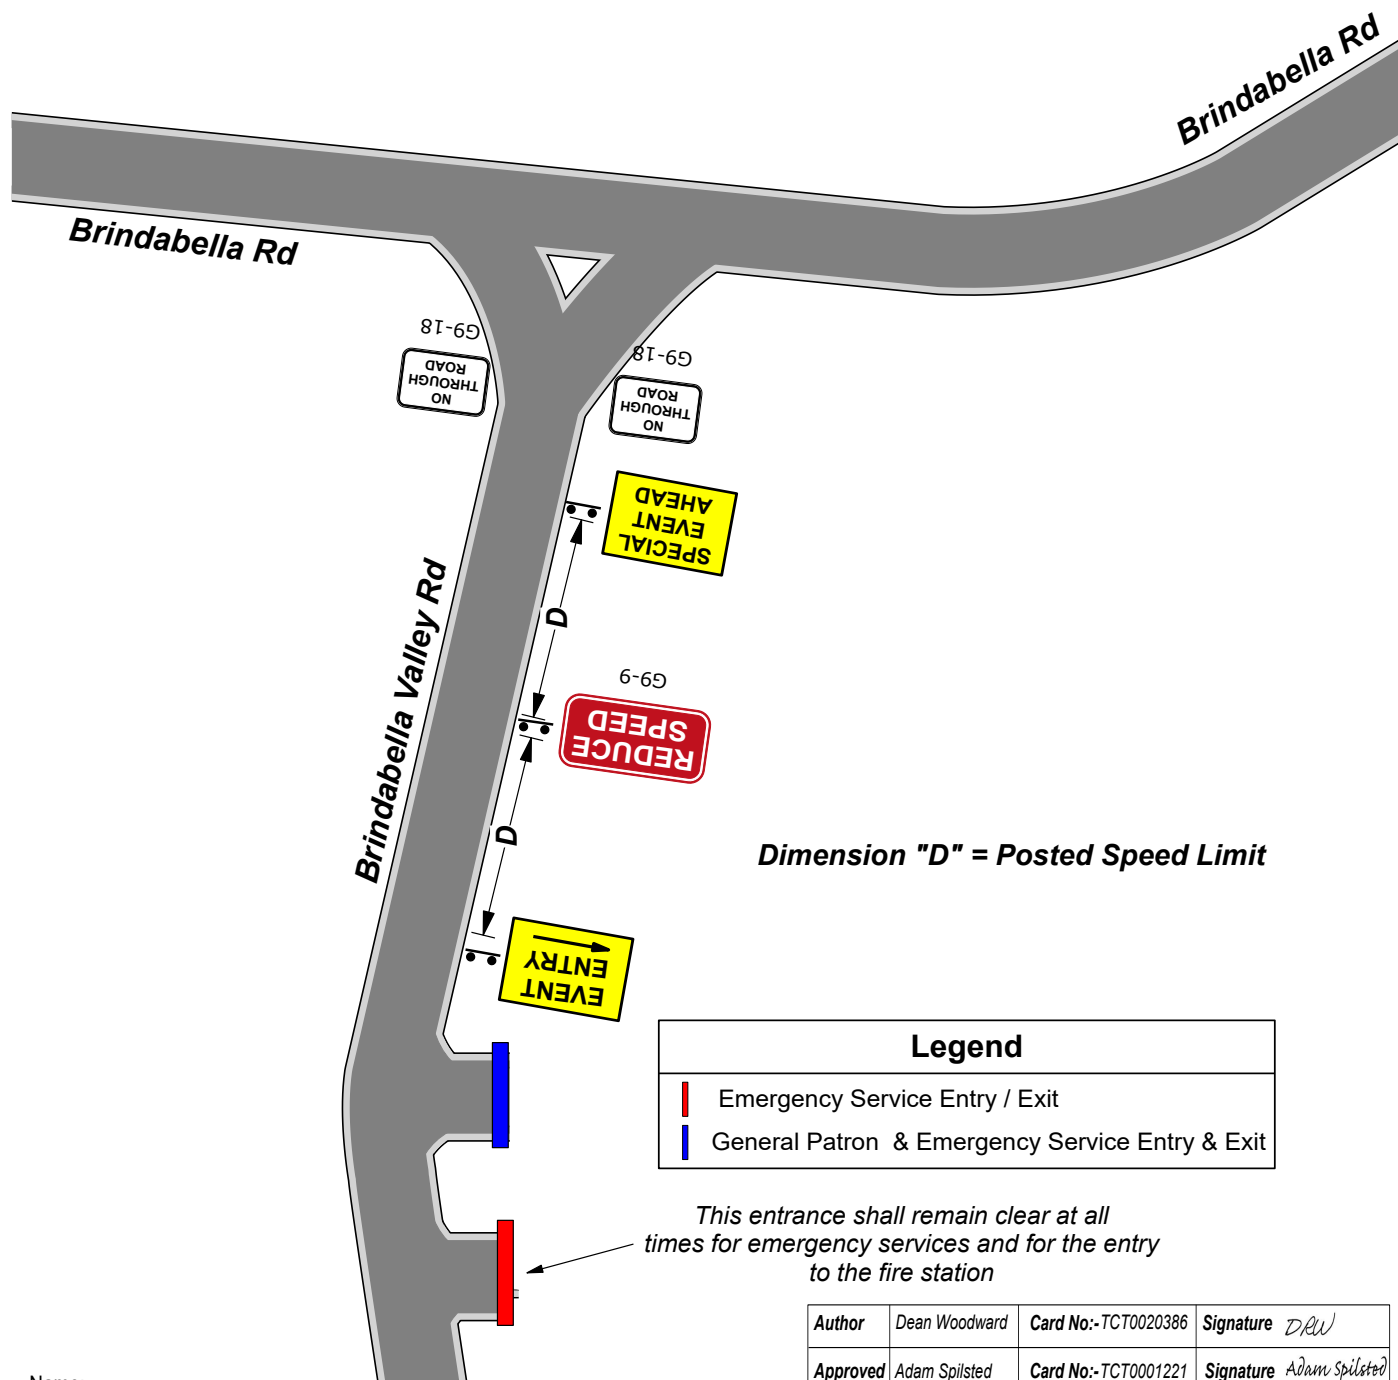 Brindabella Rd
Brindabella Rd
G9-18
NO
THROUGH
ROAD
G9-18
NO
THROUGH
ROAD
SPECIAL
EVENT
AHEAD
D
Brindabella Valley Rd
G9-9
REDUCE
SPEED
D
Dimension "D" = Posted Speed Limit
EVENT
ENTRY
Legend
Emergency Service Entry / Exit
General Patron & Emergency Service Entry & Exit
This entrance shall remain clear at all
times for emergency services and for the entry
to the fire station
Author Dean Woodward Card No:-TCT0020386 Signature DRW
Approved Adam Spilsted Card No:-TCT0001221 Signature Adam Spilsted